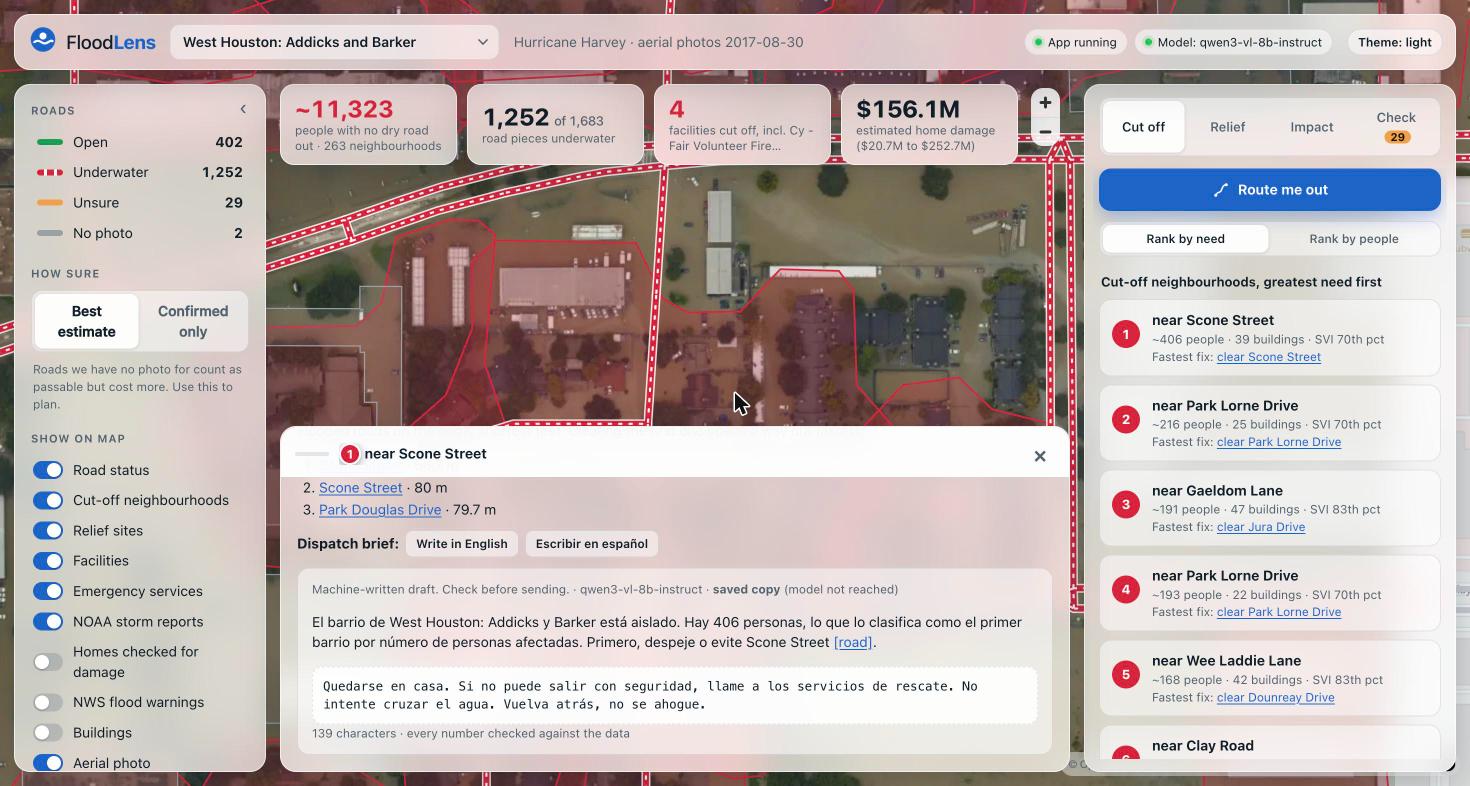 FloodLens
West Houston: Addicks and Barker
Hurricane Harvey · aerial photos 2017-08-30
App running
Model: qwen3-vl-8b-instruct
Theme: light
ROADS
Open 402
Underwater 1,252
Unsure 29
No photo 2
HOW SURE
Best estimate
Confirmed only
Roads we have no photo for count as
passable but cost more. Use this to
plan.
SHOW ON MAP
Road status
Cut-off neighbourhoods
Relief sites
Facilities
Emergency services
NOAA storm reports
Homes checked for
damage
NWS flood warnings
Buildings
Aerial photo
~11,323
people with no dry road
out · 263 neighbourhoods
1,252 of 1,683
road pieces underwater
4
facilities cut off, incl. Cy -
Fair Volunteer Fire...
$156.1M
estimated home damage
($20.7M to $252.7M)
+
−
1 near Scone Street
2. Scone Street · 80 m
3. Park Douglas Drive · 79.7 m
Dispatch brief: Write in English Escribir en español
Machine-written draft. Check before sending. · qwen3-vl-8b-instruct · saved copy (model not reached)
El barrio de West Houston: Addicks y Barker está aislado. Hay 406 personas, lo que lo clasifica como el primer
barrio por número de personas afectadas. Primero, despeje o evite Scone Street [road].
Quedarse en casa. Si no puede salir con seguridad, llame a los servicios de rescate. No
intente cruzar el agua. Vuelva atrás, no se ahogue.
139 characters · every number checked against the data
Cut off
Relief
Impact
Check
29
Route me out
Rank by need
Rank by people
Cut-off neighbourhoods, greatest need first
1 near Scone Street
~406 people · 39 buildings · SVI 70th pct
Fastest fix: clear Scone Street
2 near Park Lorne Drive
~216 people · 25 buildings · SVI 70th pct
Fastest fix: clear Park Lorne Drive
3 near Gaeldom Lane
~191 people · 47 buildings · SVI 83th pct
Fastest fix: clear Jura Drive
4 near Park Lorne Drive
~193 people · 22 buildings · SVI 70th pct
Fastest fix: clear Park Lorne Drive
5 near Wee Laddie Lane
~168 people · 42 buildings · SVI 83th pct
Fastest fix: clear Dounreay Drive
near Clay Road